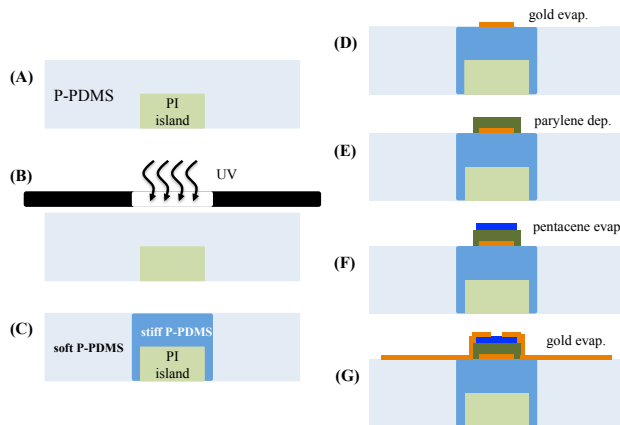 (A)
P-PDMS
PI
island
(B)
UV
(C)
soft P-PDMS
stiff P-PDMS
PI
island
(D)
gold evap.
(E)
parylene dep.
(F)
pentacene evap
(G)
gold evap.